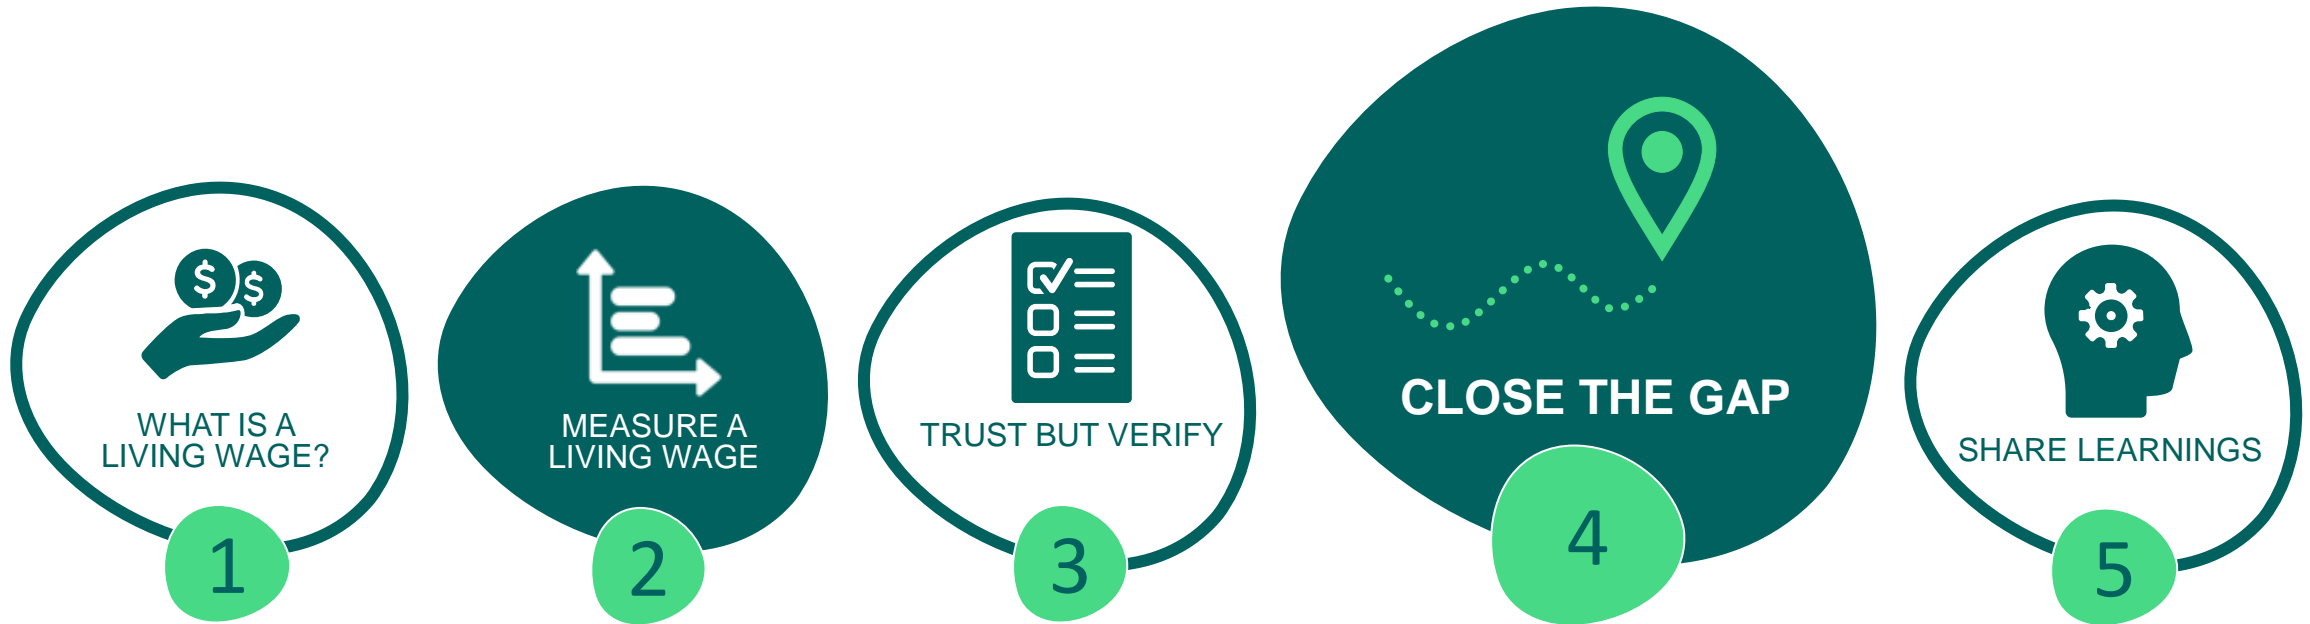 $ $
WHAT IS A
LIVING WAGE?
1
MEASURE A
LIVING WAGE
2
TRUST BUT VERIFY
3
CLOSE THE GAP
4
SHARE LEARNINGS
5